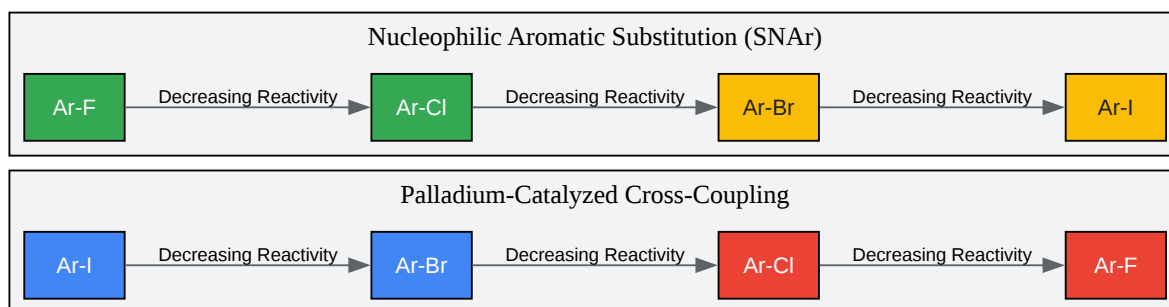 Nucleophilic Aromatic Substitution (SNAr)
Ar-F Decreasing Reactivity Ar-Cl Decreasing Reactivity Ar-Br Decreasing Reactivity Ar-I
Palladium-Catalyzed Cross-Coupling
Ar-I Decreasing Reactivity Ar-Br Decreasing Reactivity Ar-Cl Decreasing Reactivity Ar-F